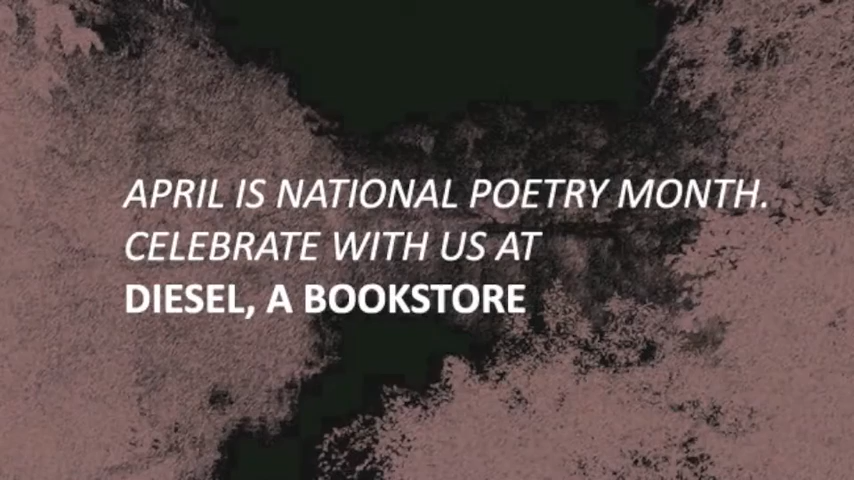 APRIL IS NATIONAL POETRY MONTH.
CELEBRATE WITH US AT
DIESEL, A BOOKSTORE